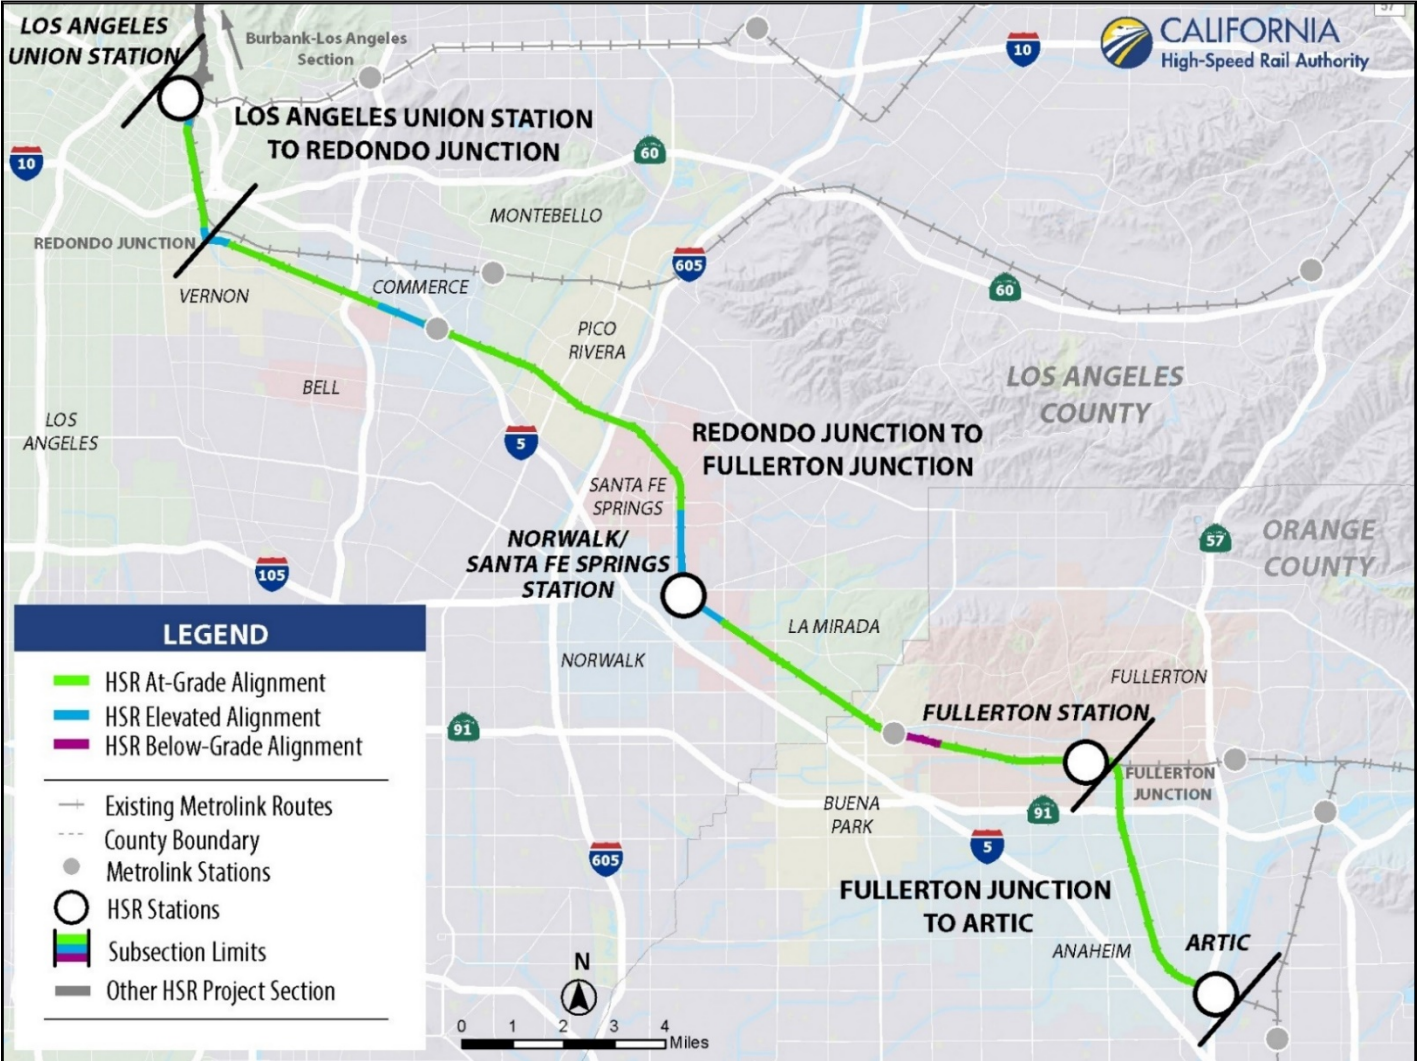 LOS ANGELES
UNION STATION
Burbank-Los Angeles
Section
57
10
CALIFORNIA
High-Speed Rail Authority
LOS ANGELES UNION STATION
TO REDONDO JUNCTION
10
60
MONTEBELLO
REDONDO JUNCTION
605
VERNON
COMMERCE
60
PICO
RIVERA
BELL
LOS ANGELES
COUNTY
LOS
ANGELES
5
REDONDO JUNCTION TO
FULLERTON JUNCTION
SANTA FE
SPRINGS
NORWALK/
SANTA FE SPRINGS
STATION
57
ORANGE
COUNTY
105
LA MIRADA
NORWALK
FULLERTON
91
FULLERTON STATION
FULLERTON
JUNCTION
BUENA
PARK
91
5
605
FULLERTON JUNCTION
TO ARTIC
ANAHEIM
ARTIC
LEGEND
HSR At-Grade Alignment
HSR Elevated Alignment
HSR Below-Grade Alignment
Existing Metrolink Routes
County Boundary
Metrolink Stations
HSR Stations
Subsection Limits
Other HSR Project Section
N
0 1 2 3 4
Miles